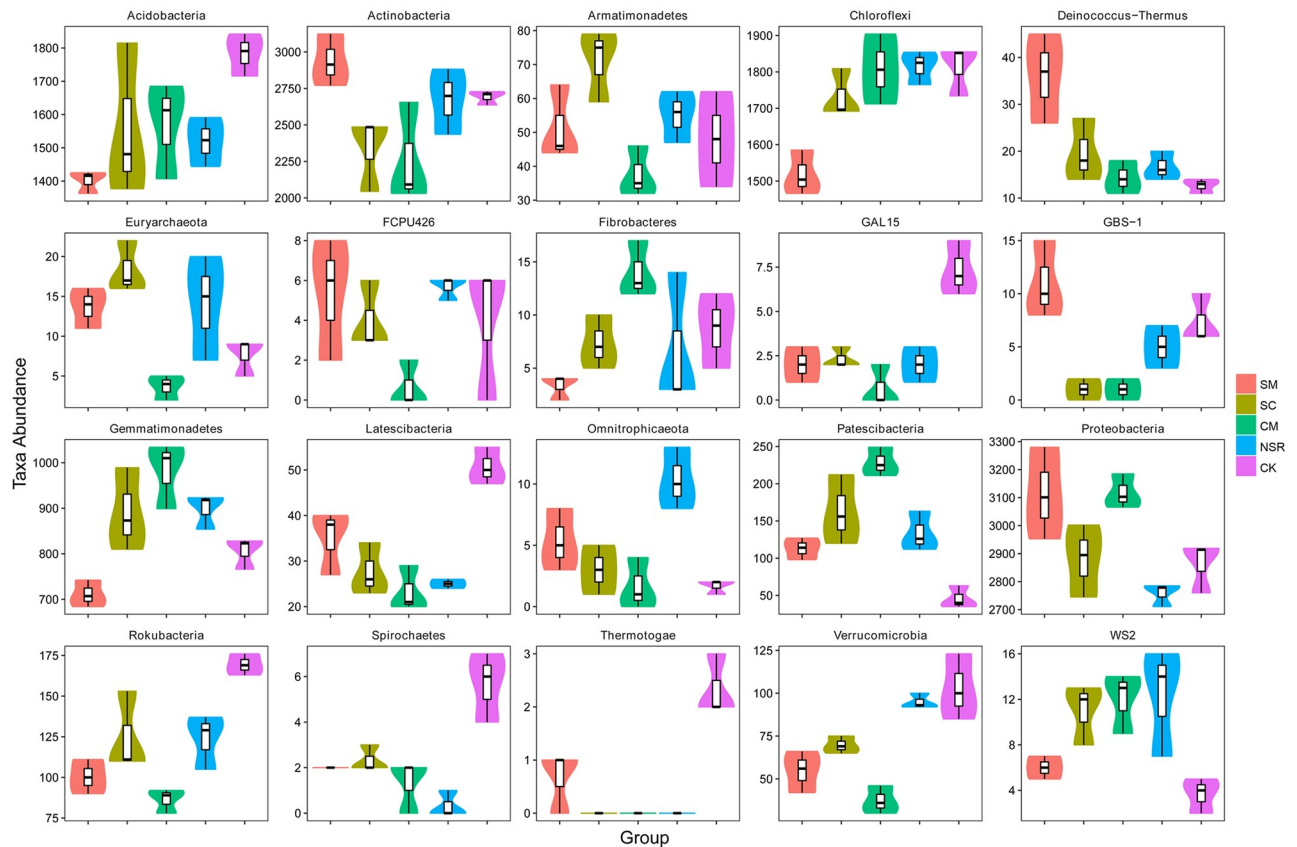 Acidobacteria Actinobacteria Armatimonadetes Chloroflexi Deinococcus−Thermus
1800 1700 1600 1500 1400
3000 2750 2500 2250 2000
80 70 60 50 40 30
1900 1800 1700 1600 1500
40 30 20 10
Euryarchaeota FCPU426 Fibrobacteres GAL15 GBS−1
20 15 10 5
8 6 4 2 0
15 10 5
7.5 5.0 2.5 0.0
15 10 5 0
Gemmatimonadetes Latescibacteria Omnitrophicaeota Patescibacteria Proteobacteria
1000 900 800 700
50 40 30 20
10 5 0
250 200 150 100 50
3300 3200 3100 3000 2900 2800 2700
Rokubacteria Spirochaetes Thermotogae Verrucomicrobia WS2
175 150 125 100 75
6 4 2 0
3 2 1 0
125 100 75 50
16 12 8 4
Taxa Abundance
Group
SM
SC
CM
NSR
CK